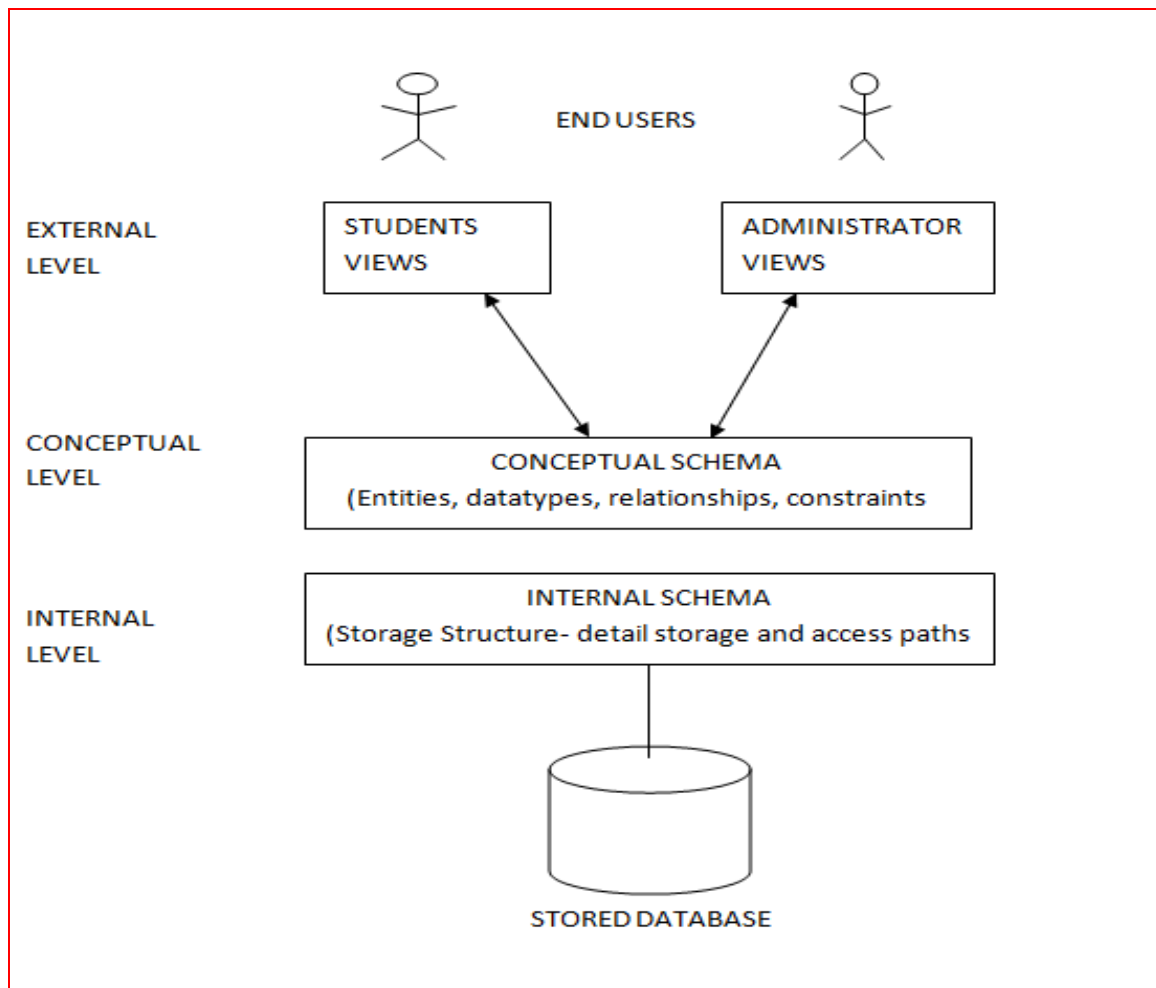 END USERS
EXTERNAL
LEVEL
STUDENTS
VIEWS
ADMINISTRATOR
VIEWS
CONCEPTUAL
LEVEL
CONCEPTUAL SCHEMA
(Entities, datatypes, relationships, constraints
INTERNAL
LEVEL
INTERNAL SCHEMA
(Storage Structure- detail storage and access paths
STORED DATABASE